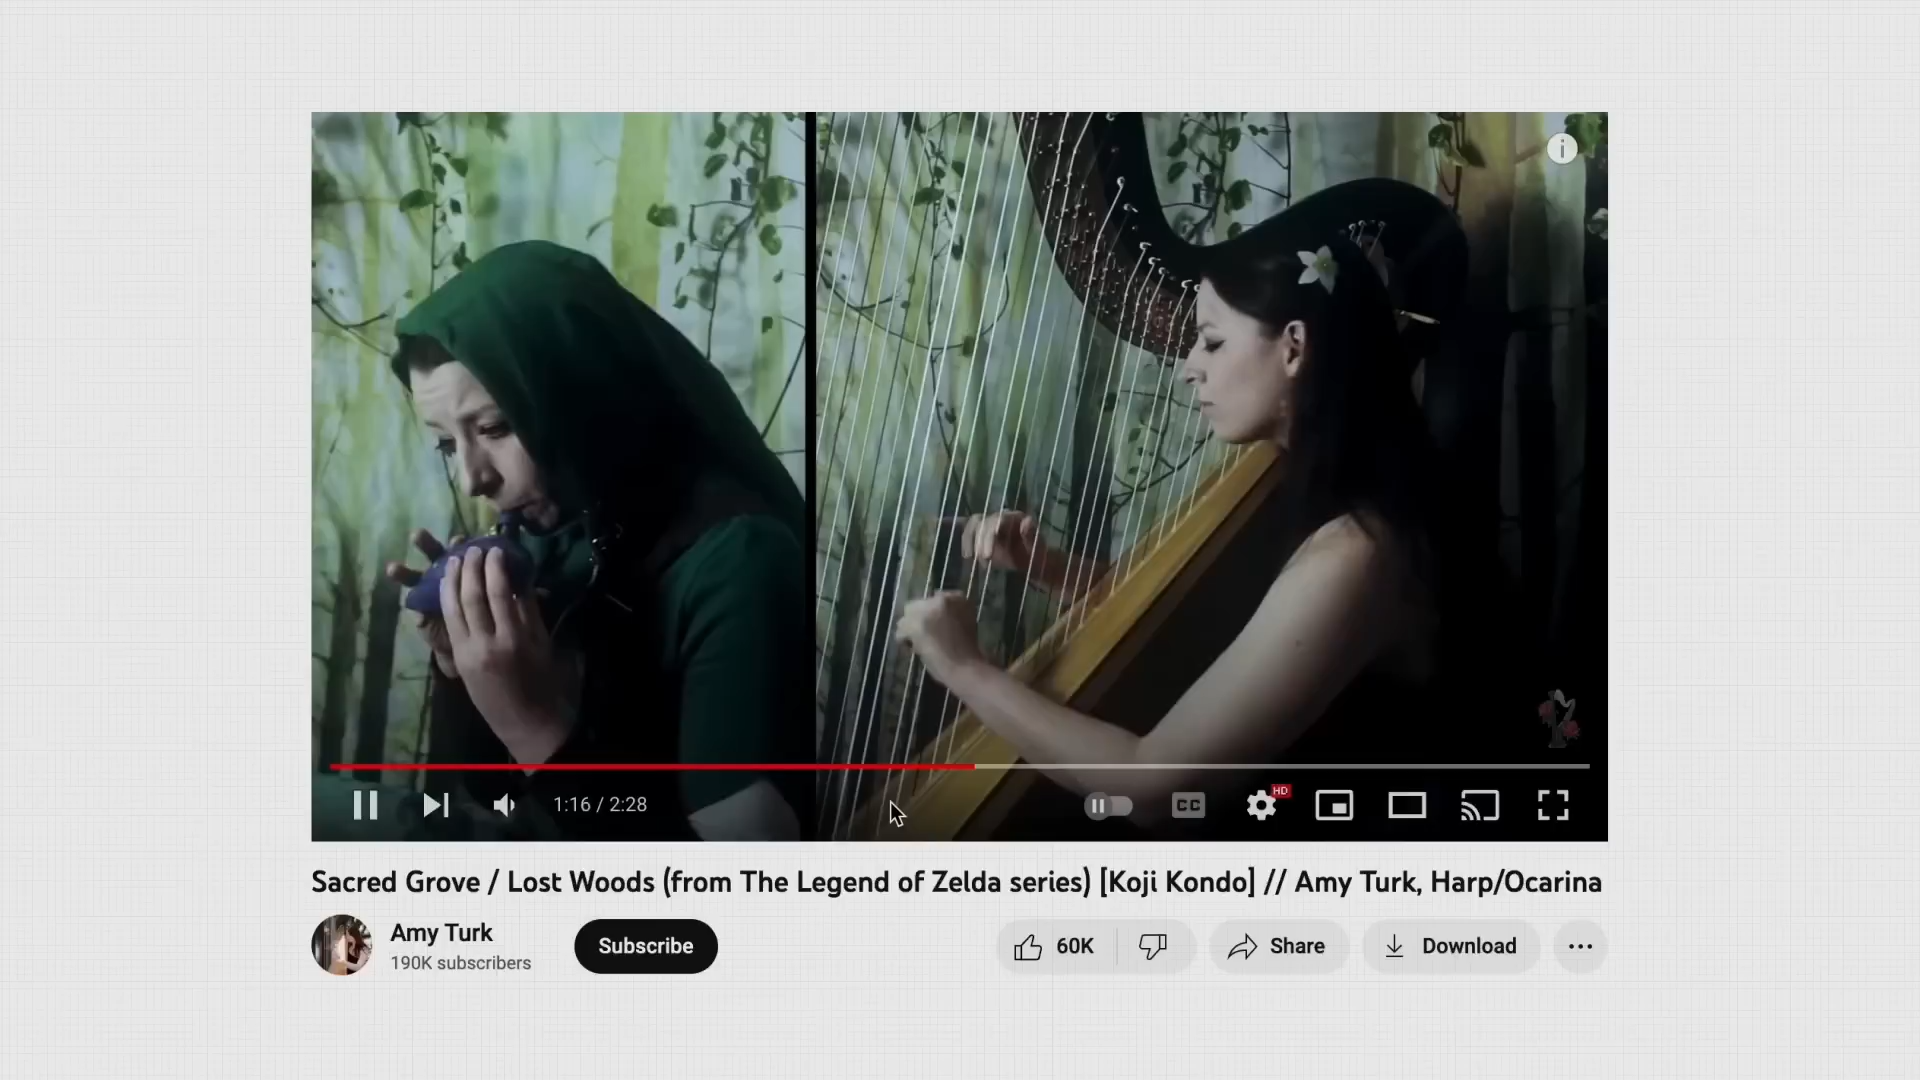 i
HD
1:16 / 2:28
CC
Sacred Grove / Lost Woods (from The Legend of Zelda series) [Koji Kondo] // Amy Turk, Harp/Ocarina
Amy Turk
190K subscribers
Subscribe
60K
Share
Download